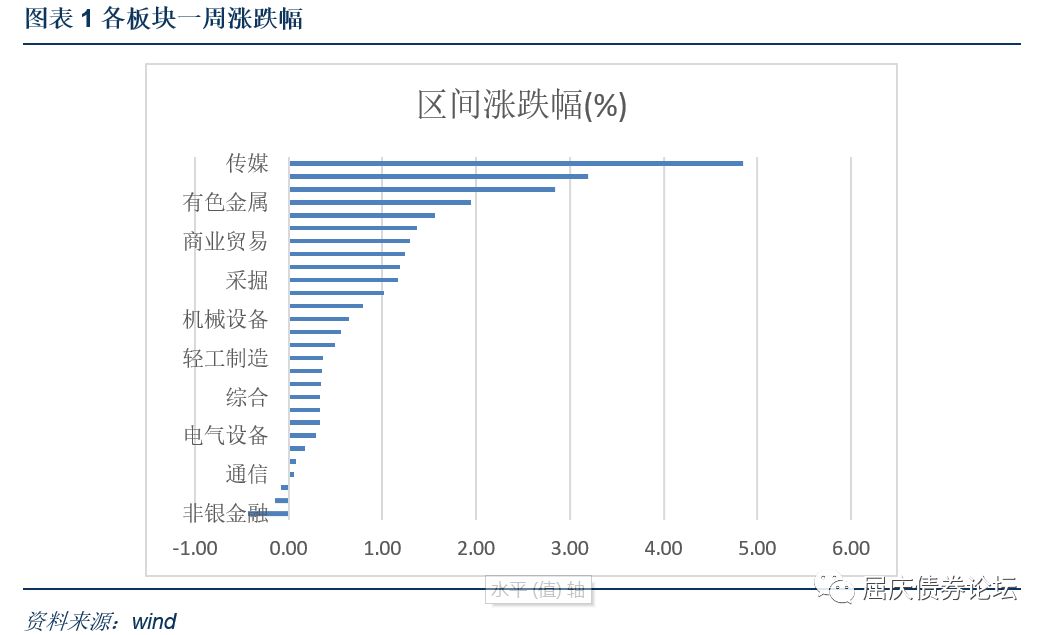 图表 1 各板块一周涨跌幅
区间涨跌幅(%)
传媒
有色金属
商业贸易
采掘
机械设备
轻工制造
综合
电气设备
通信
非银金融
-1.00 0.00 1.00 2.00 3.00 4.00 5.00 6.00
水平 (值) 轴
屈庆债券论坛
资料来源：wind